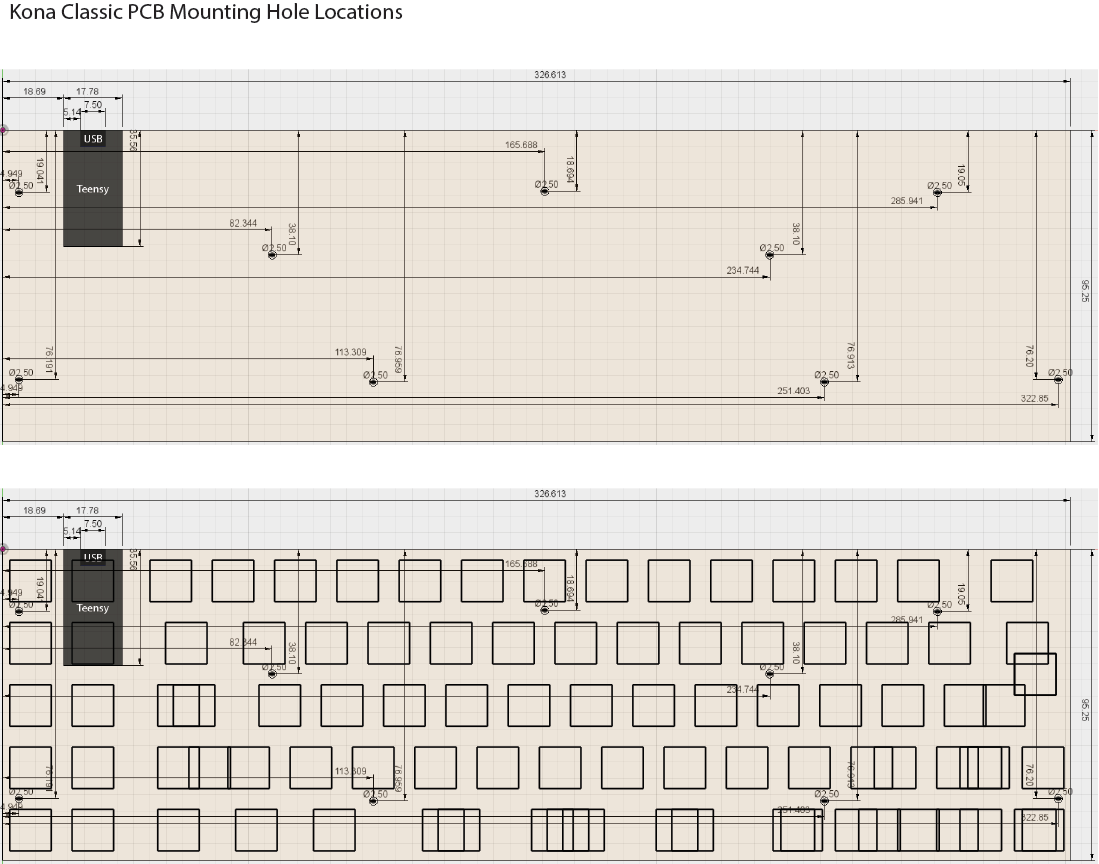 Kona Classic PCB Mounting Hole Locations
326.613
18.69 17.78
7.50
5.14
USB
35.56
165.688
18.694
19.041
19.05
4.949
Ø2.50 Teensy Ø2.50 Ø2.50
285.941
82.344 38.10 38.10
Ø2.50 Ø2.50
234.744
95.25
113.309 76.191 76.959 76.913 76.20
Ø2.50 Ø2.50 Ø2.50 Ø2.50
4.949 251.403
322.85
326.613
18.69 17.78
7.50
5.14
USB
35.56
165.688
18.694
19.041
19.05
4.949
Ø2.50 Teensy Ø2.50 Ø2.50
285.941
82.344 38.10 38.10
Ø2.50 Ø2.50
234.744
95.25
113.309 76.191 76.959 76.913 76.20
Ø2.50 Ø2.50 Ø2.50 Ø2.50
4.949 251.403
322.85